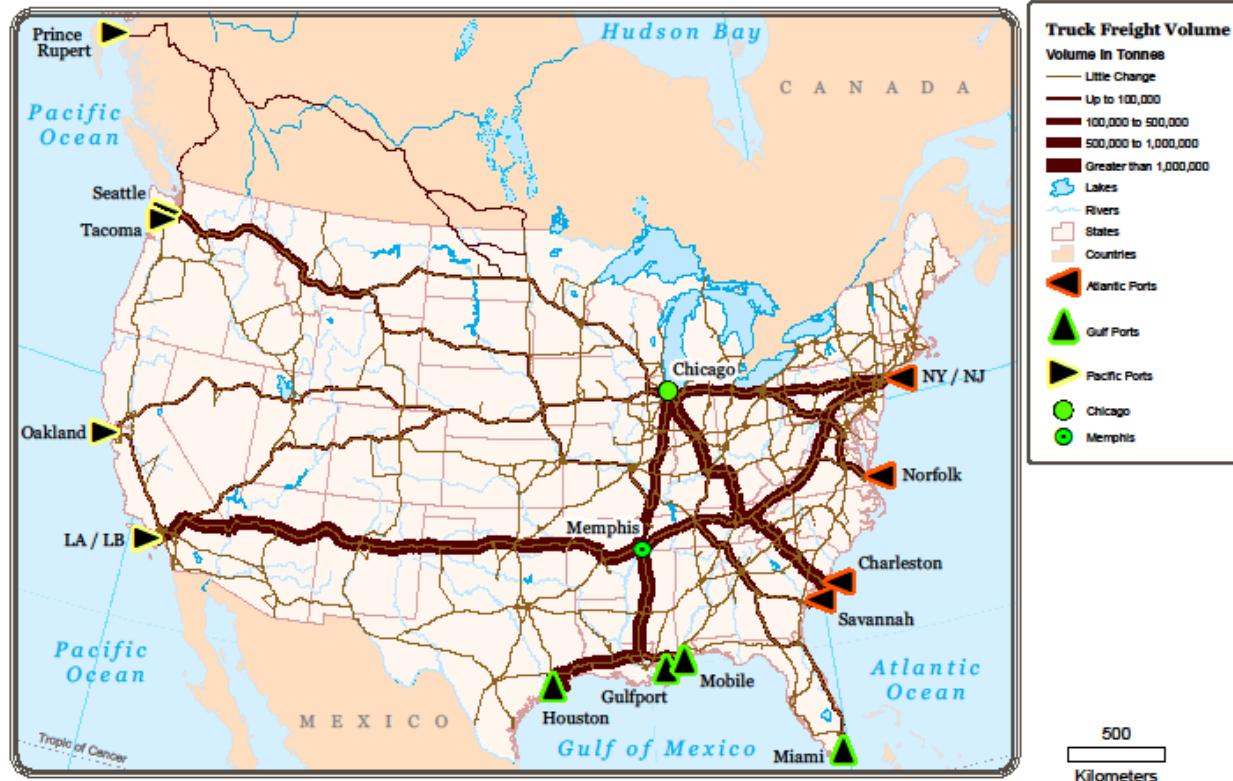 Prince
Rupert
Hudson Bay
C A N A D A
Pacific
Ocean
Seattle
Tacoma
Chicago
NY / NJ
Oakland
Norfolk
Memphis
LA / LB
Charleston
Savannah
Pacific
Ocean
Mobile
Gulfport
Atlantic
Ocean
Houston
M E X I C O
Gulf of Mexico
Miami
Tropic of Cancer
Truck Freight Volume
Volume in Tonnes
Little Change
Up to 100,000
100,000 to 500,000
500,000 to 1,000,000
Greater than 1,000,000
Lakes
Rivers
States
Countries
Atlantic Ports
Gulf Ports
Pacific Ports
Chicago
Memphis
500
Kilometers